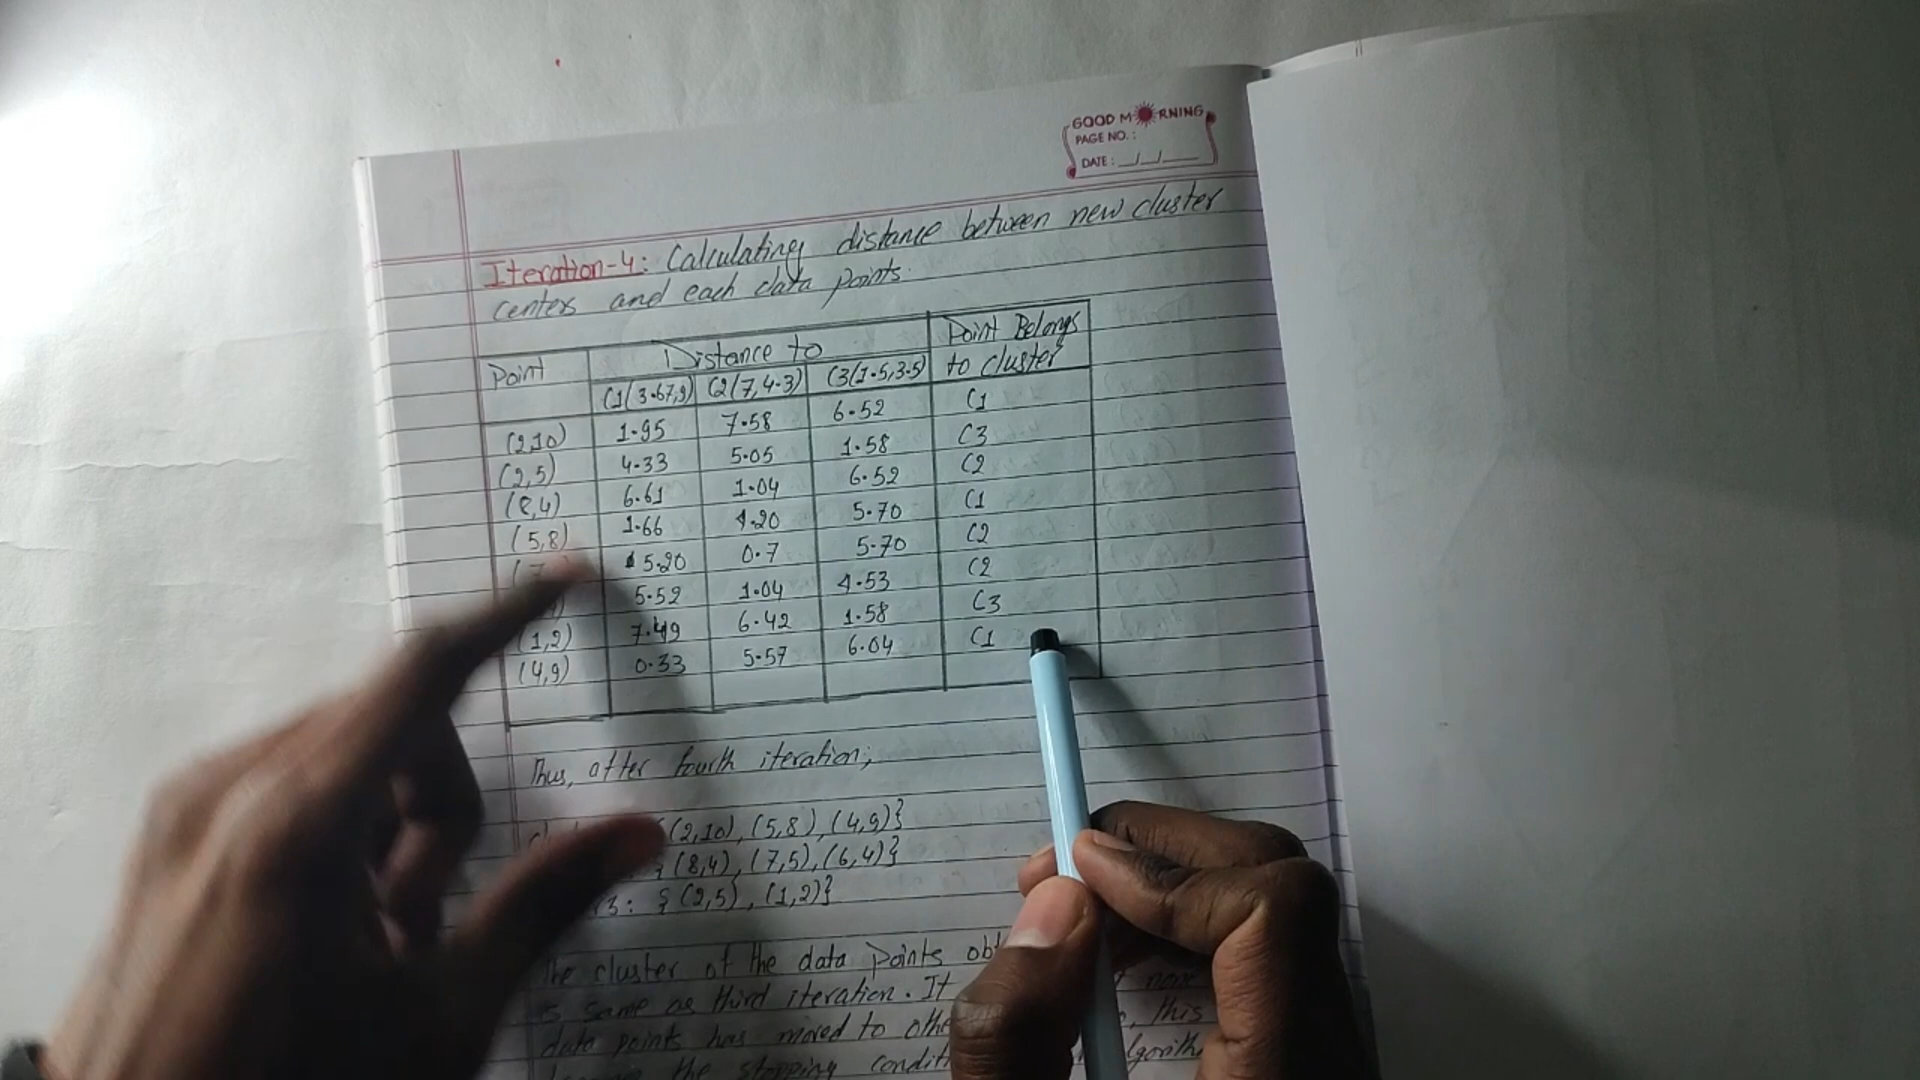 GOOD MORNING
PAGE NO.:
DATE: __/__/____
Iteration-4: Calculating distance between new cluster
centers and each data points.
Point Distance to Point Belongs
to cluster
C1(3.67,9) C2(7,4.3) C3(1.5,3.5)
(2,10) 1.95 7.58 6.52 C1
(2,5) 4.33 5.05 1.58 C3
(8,4) 6.61 1.04 6.52 C2
(5,8) 1.66 4.20 5.70 C1
5.20 0.7 5.70 C2
5.52 1.04 4.53 C2
(1,2) 7.49 6.42 1.58 C3
(4,9) 0.33 5.57 6.04 C1
Thus, after fourth iteration;
{(2,10), (5,8), (4,9)}
{(8,4), (7,5), (6,4)}
3: {(2,5), (1,2)}
The cluster of the data points
is same as third iteration. It
data points has moved to this
the stopping